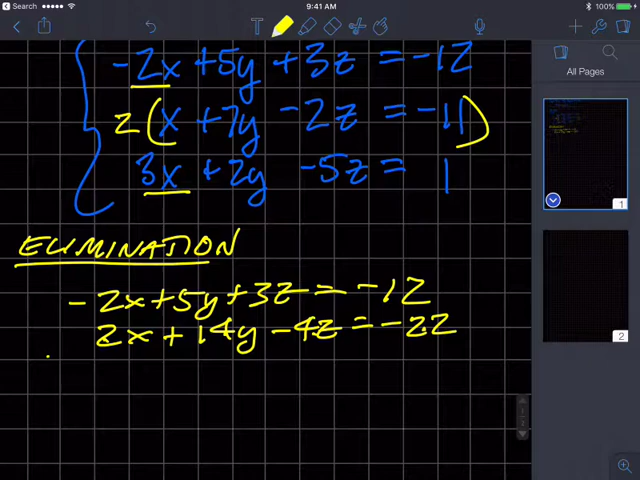 Search 9:41 AM 100%
T
All Pages
-2x +5y +3z = -12
2(x +7y -2z = -11)
3x +2y -5z = 1
ELIMINATION
-2x+5y+3z=-12
2x+14y-4z=-22
1
2